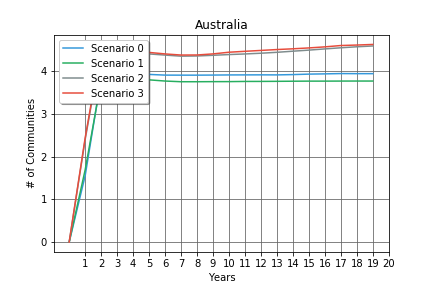 Australia
Scenario 0
Scenario 1
Scenario 2
Scenario 3
# of Communities
4
3
2
1
0
1 2 3 4 5 6 7 8 9 10 11 12 13 14 15 16 17 18 19 20
Years